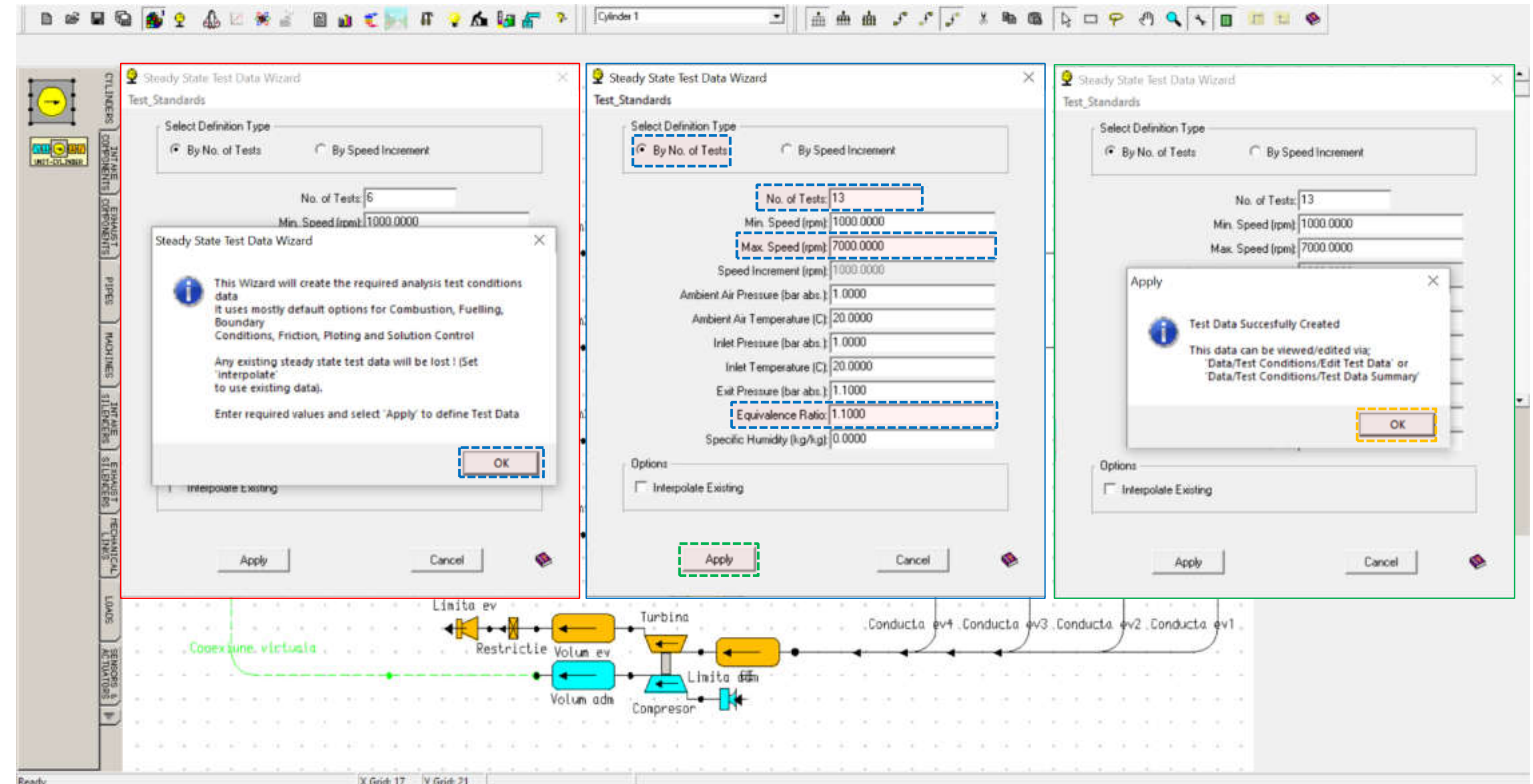 Cylinder 1
CYLINDERS
INTAKE COMPONENTS
EXHAUST COMPONENTS
PIPES
MACHINES
INTAKE SILENCERS
EXHAUST SILENCERS
MECHANICAL LINKS
LOADS
SENSORS & ACTUATORS
Steady State Test Data Wizard
Test_Standards
Select Definition Type
By No. of Tests
By Speed Increment
No. of Tests: 6
Min. Speed (rpm): 1000.0000
Steady State Test Data Wizard
This Wizard will create the required analysis test conditions
data
It uses mostly default options for Combustion, Fuelling,
Boundary
Conditions, Friction, Ploting and Solution Control
Any existing steady state test data will be lost ! (Set
'interpolate'
to use existing data).
Enter required values and select 'Apply' to define Test Data
OK
Interpolate Existing
Apply
Cancel
Steady State Test Data Wizard
Test_Standards
Select Definition Type
By No. of Tests
By Speed Increment
No. of Tests: 13
Min. Speed (rpm): 1000.0000
Max. Speed (rpm): 7000.0000
Speed Increment (rpm): 1000.0000
Ambient Air Pressure (bar abs.): 1.0000
Ambient Air Temperature (C): 20.0000
Inlet Pressure (bar abs.): 1.0000
Inlet Temperature (C): 20.0000
Exit Pressure (bar abs.): 1.1000
Equivalence Ratio: 1.1000
Specific Humidity (kg/kg): 0.0000
Options
Interpolate Existing
Apply
Cancel
Steady State Test Data Wizard
Test_Standards
Select Definition Type
By No. of Tests
By Speed Increment
No. of Tests: 13
Min. Speed (rpm): 1000.0000
Max. Speed (rpm): 7000.0000
Apply
Test Data Succesfully Created
This data can be viewed/edited via;
'Data/Test Conditions/Edit Test Data' or
'Data/Test Conditions/Test Data Summary'
OK
Options
Interpolate Existing
Apply
Cancel
Limita ev
Turbina
Conducta ev4
Conducta ev3
Conducta ev2
Conducta ev1
Conexiune virtuala
Restrictie
Volum ev
Limita adm
Volum adm
Compresor
Ready
X Grid: 17
Y Grid: 21